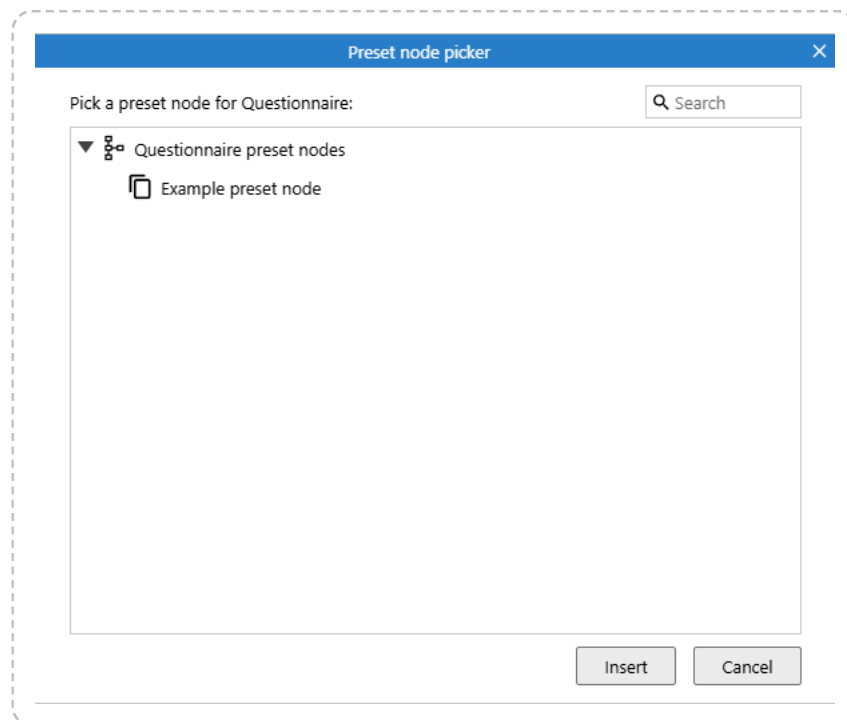 Preset node picker
Pick a preset node for Questionnaire:
Search
Questionnaire preset nodes
Example preset node
Insert
Cancel